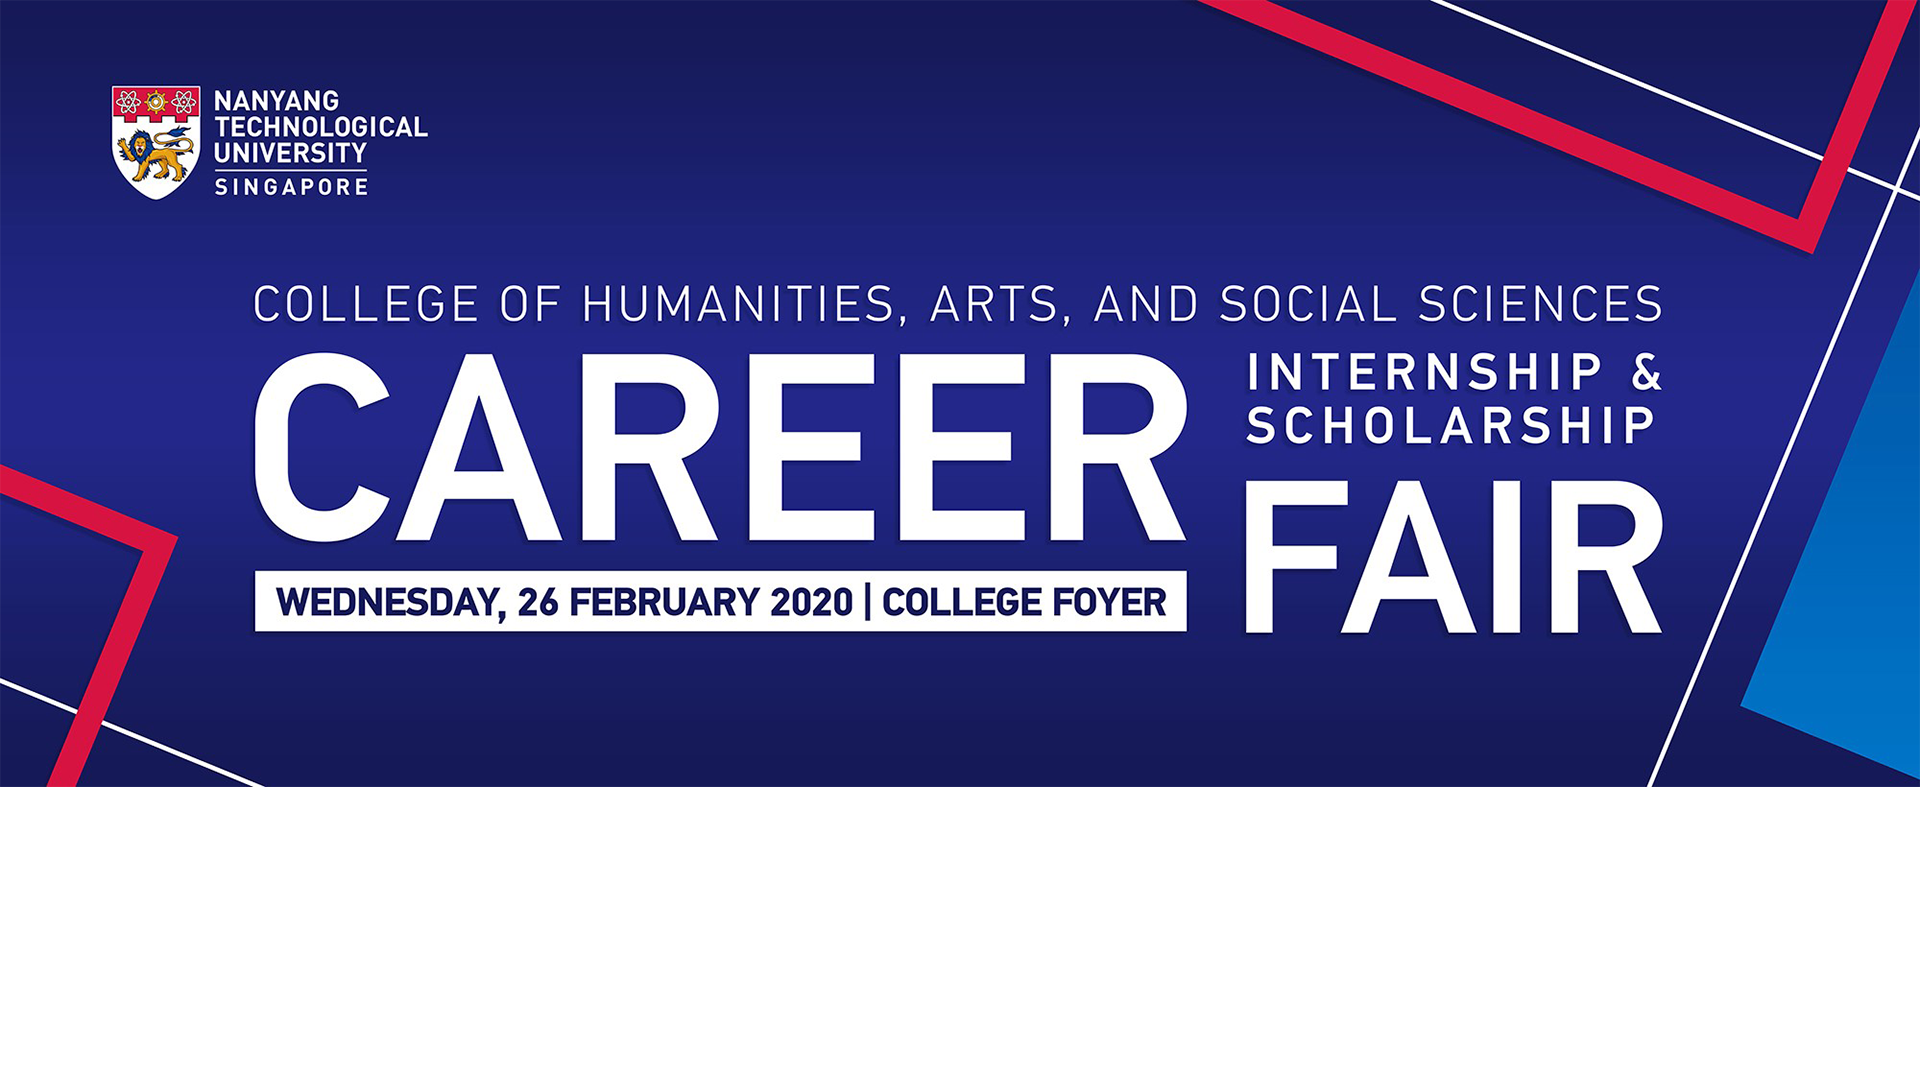 NANYANG
TECHNOLOGICAL
UNIVERSITY
SINGAPORE
COLLEGE OF HUMANITIES, ARTS, AND SOCIAL SCIENCES
CAREER
INTERNSHIP &
SCHOLARSHIP
FAIR
WEDNESDAY, 26 FEBRUARY 2020 | COLLEGE FOYER